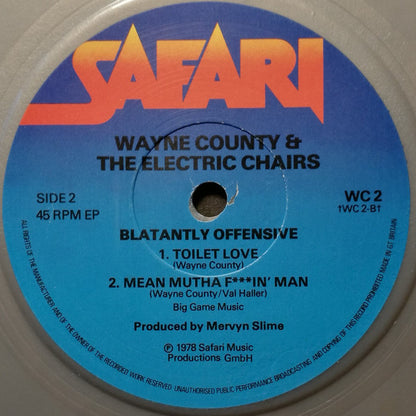 SAFARI
WAYNE COUNTY &
THE ELECTRIC CHAIRS
SIDE 2
45 RPM EP
WC 2
1WC 2-B1
BLATANTLY OFFENSIVE
1. TOILET LOVE
(Wayne County)
2. MEAN MUTHA F***IN' MAN
(Wayne County/Val Haller)
Big Game Music
Produced by Mervyn Slime
℗ 1978 Safari Music
Productions GmbH
ALL RIGHTS OF THE MANUFACTURER AND OF THE OWNER OF THE RECORDED WORK RESERVED. UNAUTHORISED PUBLIC PERFORMANCE BROADCASTING AND COPYING OF THIS RECORD PROHIBITED MADE IN GT BRITAIN